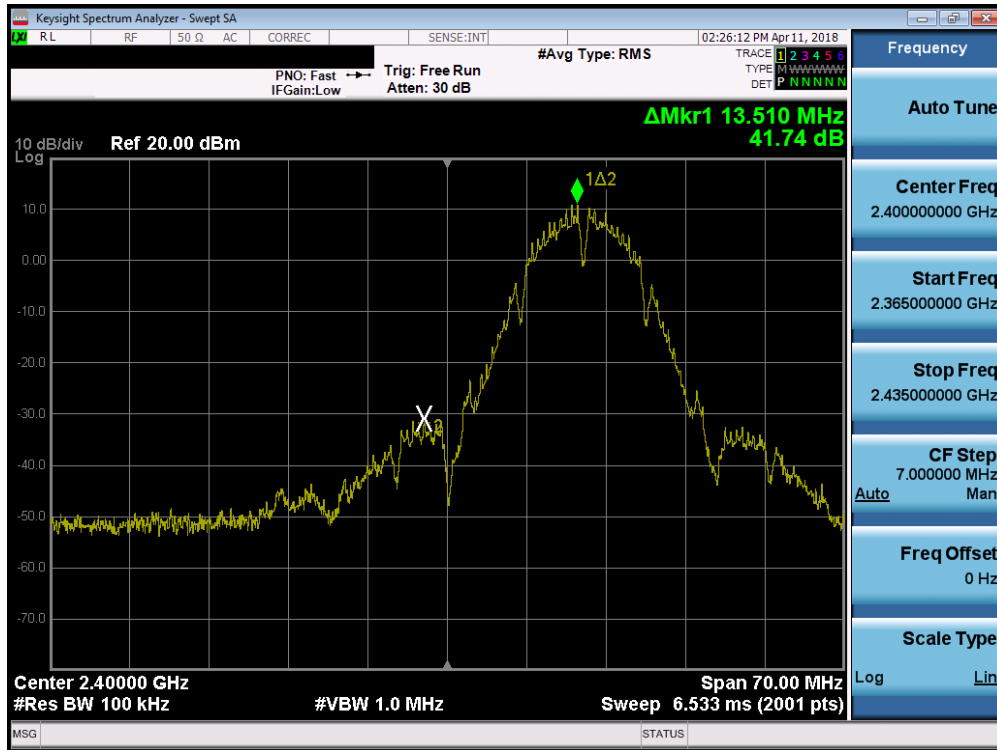 Keysight Spectrum Analyzer - Swept SA
LXI RL RF 50 Ω AC CORREC SENSE:INT 02:26:12 PM Apr 11, 2018
#Avg Type: RMS
TRACE 1 2 3 4 5 6
PNO: Fast Trig: Free Run
TYPE M W W W W W
IFGain:Low Atten: 30 dB
DET P N N N N N
ΔMkr1 13.510 MHz
41.74 dB
10 dB/div Ref 20.00 dBm
Log
1Δ2
10.0
0.00
-10.0
-20.0
-30.0
2
-40.0
-50.0
-60.0
-70.0
Center 2.40000 GHz Span 70.00 MHz
#Res BW 100 kHz #VBW 1.0 MHz Sweep 6.533 ms (2001 pts)
MSG STATUS
Frequency
Auto Tune
Center Freq
2.400000000 GHz
Start Freq
2.365000000 GHz
Stop Freq
2.435000000 GHz
CF Step
7.000000 MHz
Auto Man
Freq Offset
0 Hz
Scale Type
Log Lin